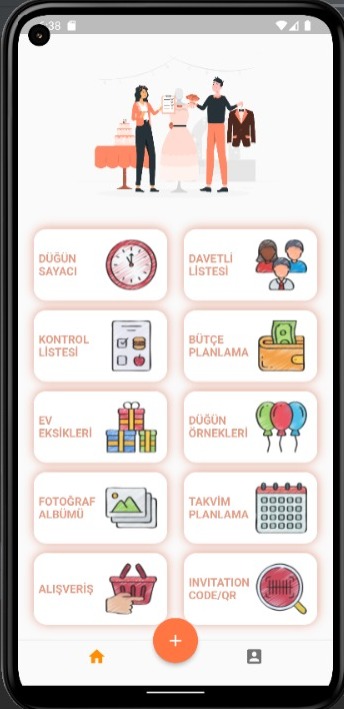 DÜĞÜN
SAYACI
DAVETLİ
LİSTESİ
KONTROL
LİSTESİ
BÜTÇE
PLANLAMA
EV
EKSİKLERİ
DÜĞÜN
ÖRNEKLERİ
FOTOĞRAF
ALBÜMÜ
TAKVİM
PLANLAMA
ALIŞVERİŞ
INVITATION
CODE/QR
+